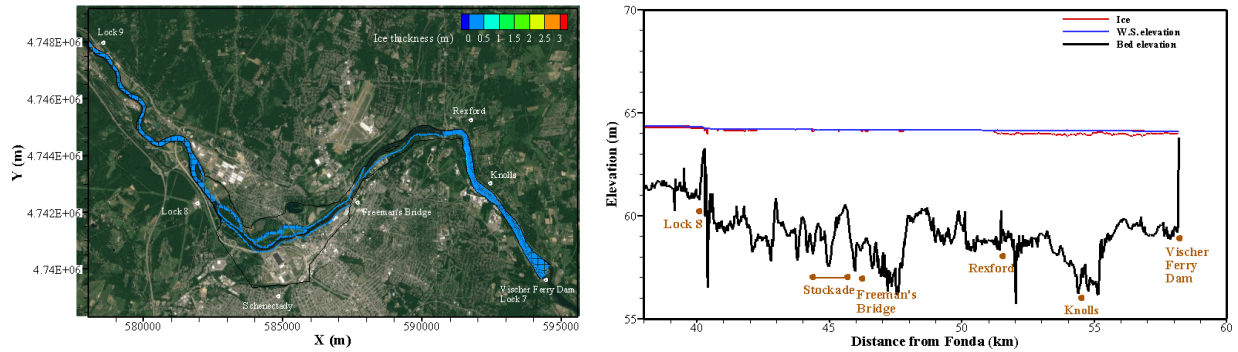 4.748E+06
4.746E+06
4.744E+06
4.742E+06
4.74E+06
Y (m)
Lock 9
Ice thickness (m)
0 0.5 1 1.5 2 2.5 3
Rexford
Knolls
Lock 8
Freeman's Bridge
Schenectady
Vischer Ferry Dam
Lock 7
580000
585000
590000
595000
X (m)
70
65
60
55
Elevation (m)
Ice
W.S. elevation
Bed elevation
Lock 8
Stockade
Freeman's
Bridge
Rexford
Knolls
Vischer
Ferry
Dam
40
45
50
55
60
Distance from Fonda (km)